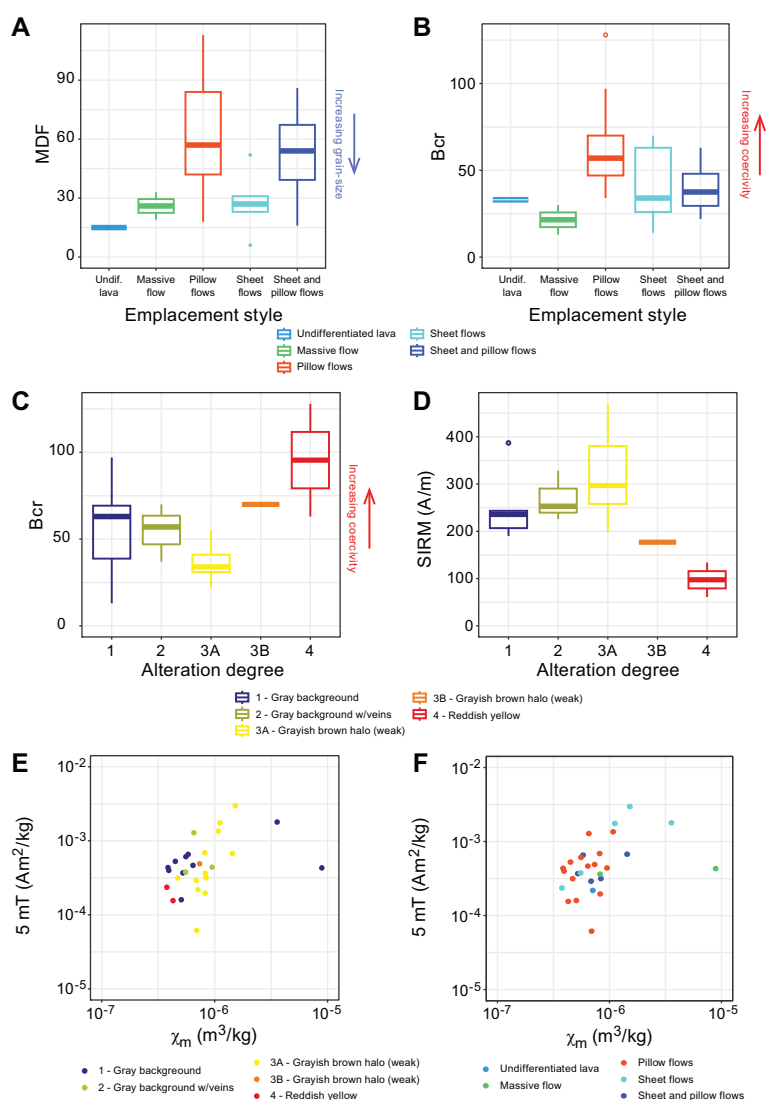 A
B
90
60
30
0
MDF
Increasing grain-size
Undif. lava
Massive flow
Pillow flows
Sheet flows
Sheet and pillow flows
Emplacement style
100
50
0
Bcr
Increasing coercivity
Undif. lava
Massive flow
Pillow flows
Sheet flows
Sheet and pillow flows
Emplacement style
Undifferentiated lava
Sheet flows
Massive flow
Sheet and pillow flows
Pillow flows
C
D
100
50
0
Bcr
Increasing coercivity
1 2 3A 3B 4
Alteration degree
400
300
200
100
0
SIRM (A/m)
1 2 3A 3B 4
Alteration degree
1 - Gray backgreound
3B - Grayish brown halo (weak)
2 - Gray background w/veins
4 - Reddish yellow
3A - Grayish brown halo (weak)
E
F
10⁻²
10⁻³
10⁻⁴
10⁻⁵
5 mT (Am²/kg)
10⁻⁷ 10⁻⁶ 10⁻⁵
χₘ (m³/kg)
10⁻²
10⁻³
10⁻⁴
10⁻⁵
5 mT (Am²/kg)
10⁻⁷ 10⁻⁶ 10⁻⁵
χₘ (m³/kg)
1 - Gray background
2 - Gray background w/veins
3A - Grayish brown halo (weak)
3B - Grayish brown halo (weak)
4 - Reddish yellow
Undifferentiated lava
Massive flow
Pillow flows
Sheet flows
Sheet and pillow flows